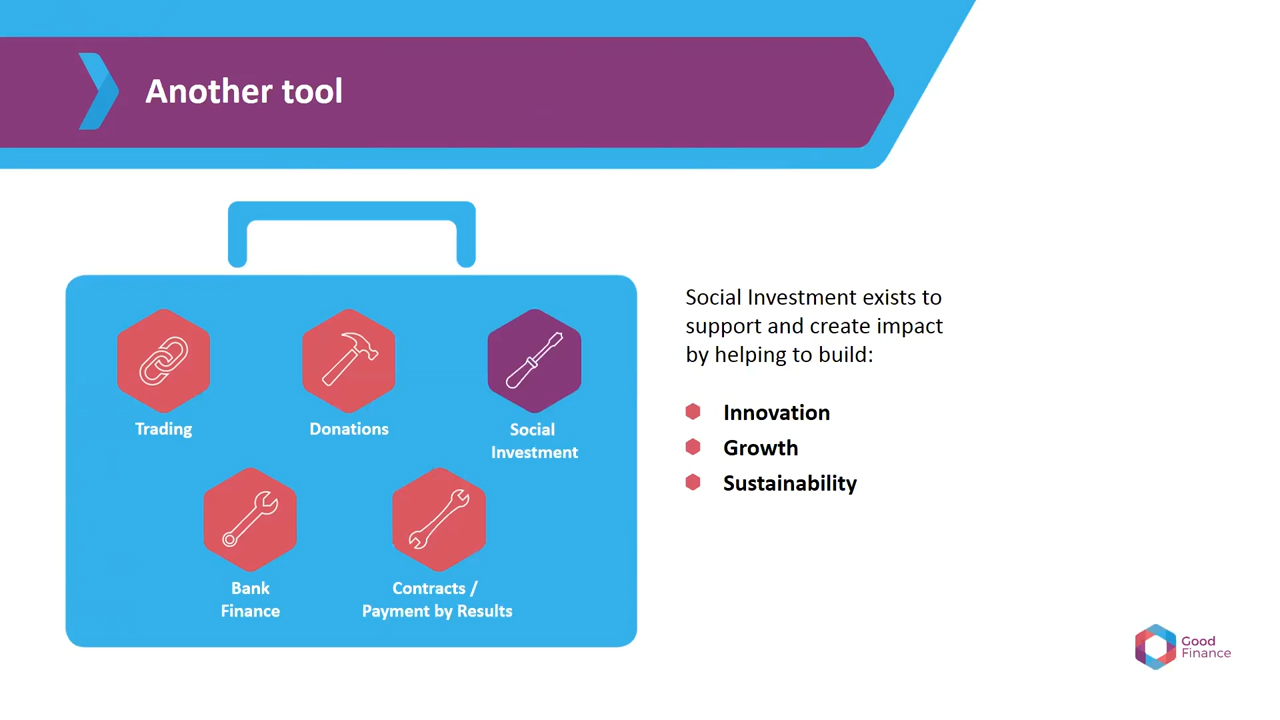 Another tool
Trading
Donations
Social
Investment
Bank
Finance
Contracts /
Payment by Results
Social Investment exists to
support and create impact
by helping to build:
Innovation
Growth
Sustainability
Good
Finance